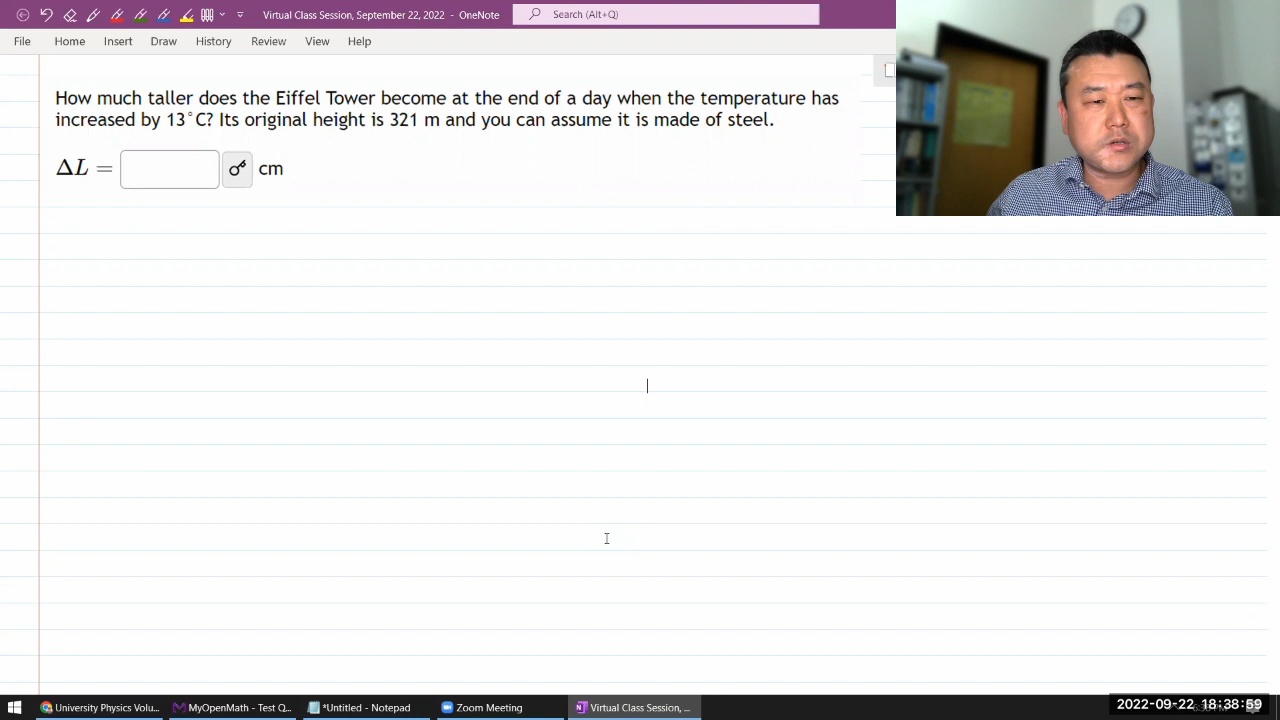 Virtual Class Session, September 22, 2022 - OneNote
Search (Alt+Q)
File Home Insert Draw History Review View Help
How much taller does the Eiffel Tower become at the end of a day when the temperature has
increased by 13°C? Its original height is 321 m and you can assume it is made of steel.
ΔL = cm
University Physics Volu... MyOpenMath - Test Q... *Untitled - Notepad Zoom Meeting Virtual Class Session, ...
2022-09-22 18:38:59